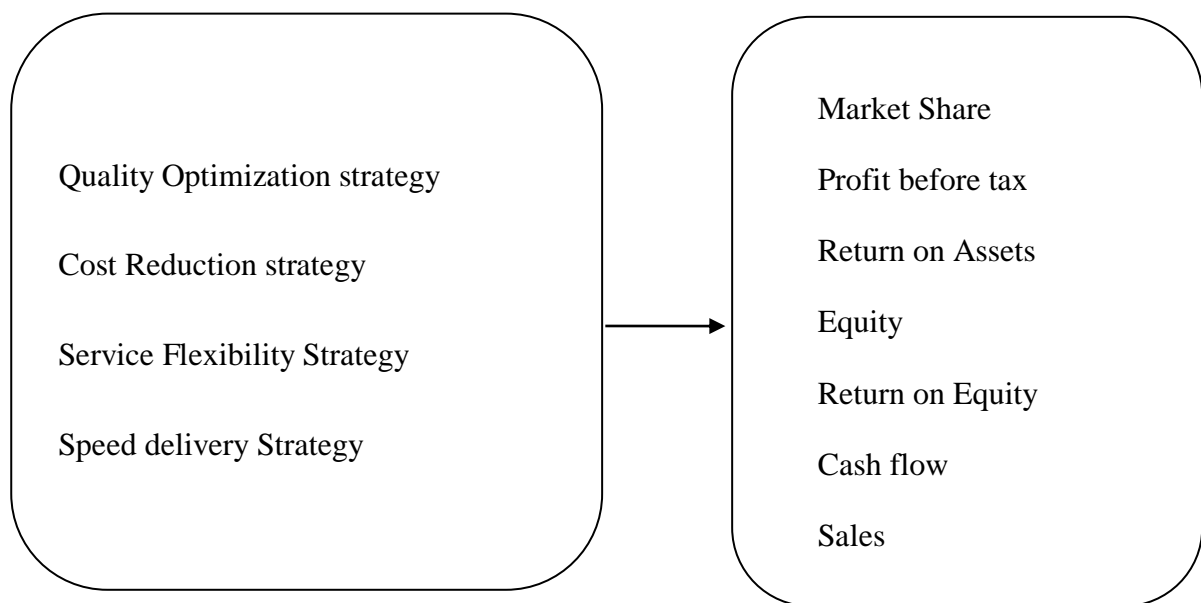 Quality Optimization strategy
Cost Reduction strategy
Service Flexibility Strategy
Speed delivery Strategy
Market Share
Profit before tax
Return on Assets
Equity
Return on Equity
Cash flow
Sales